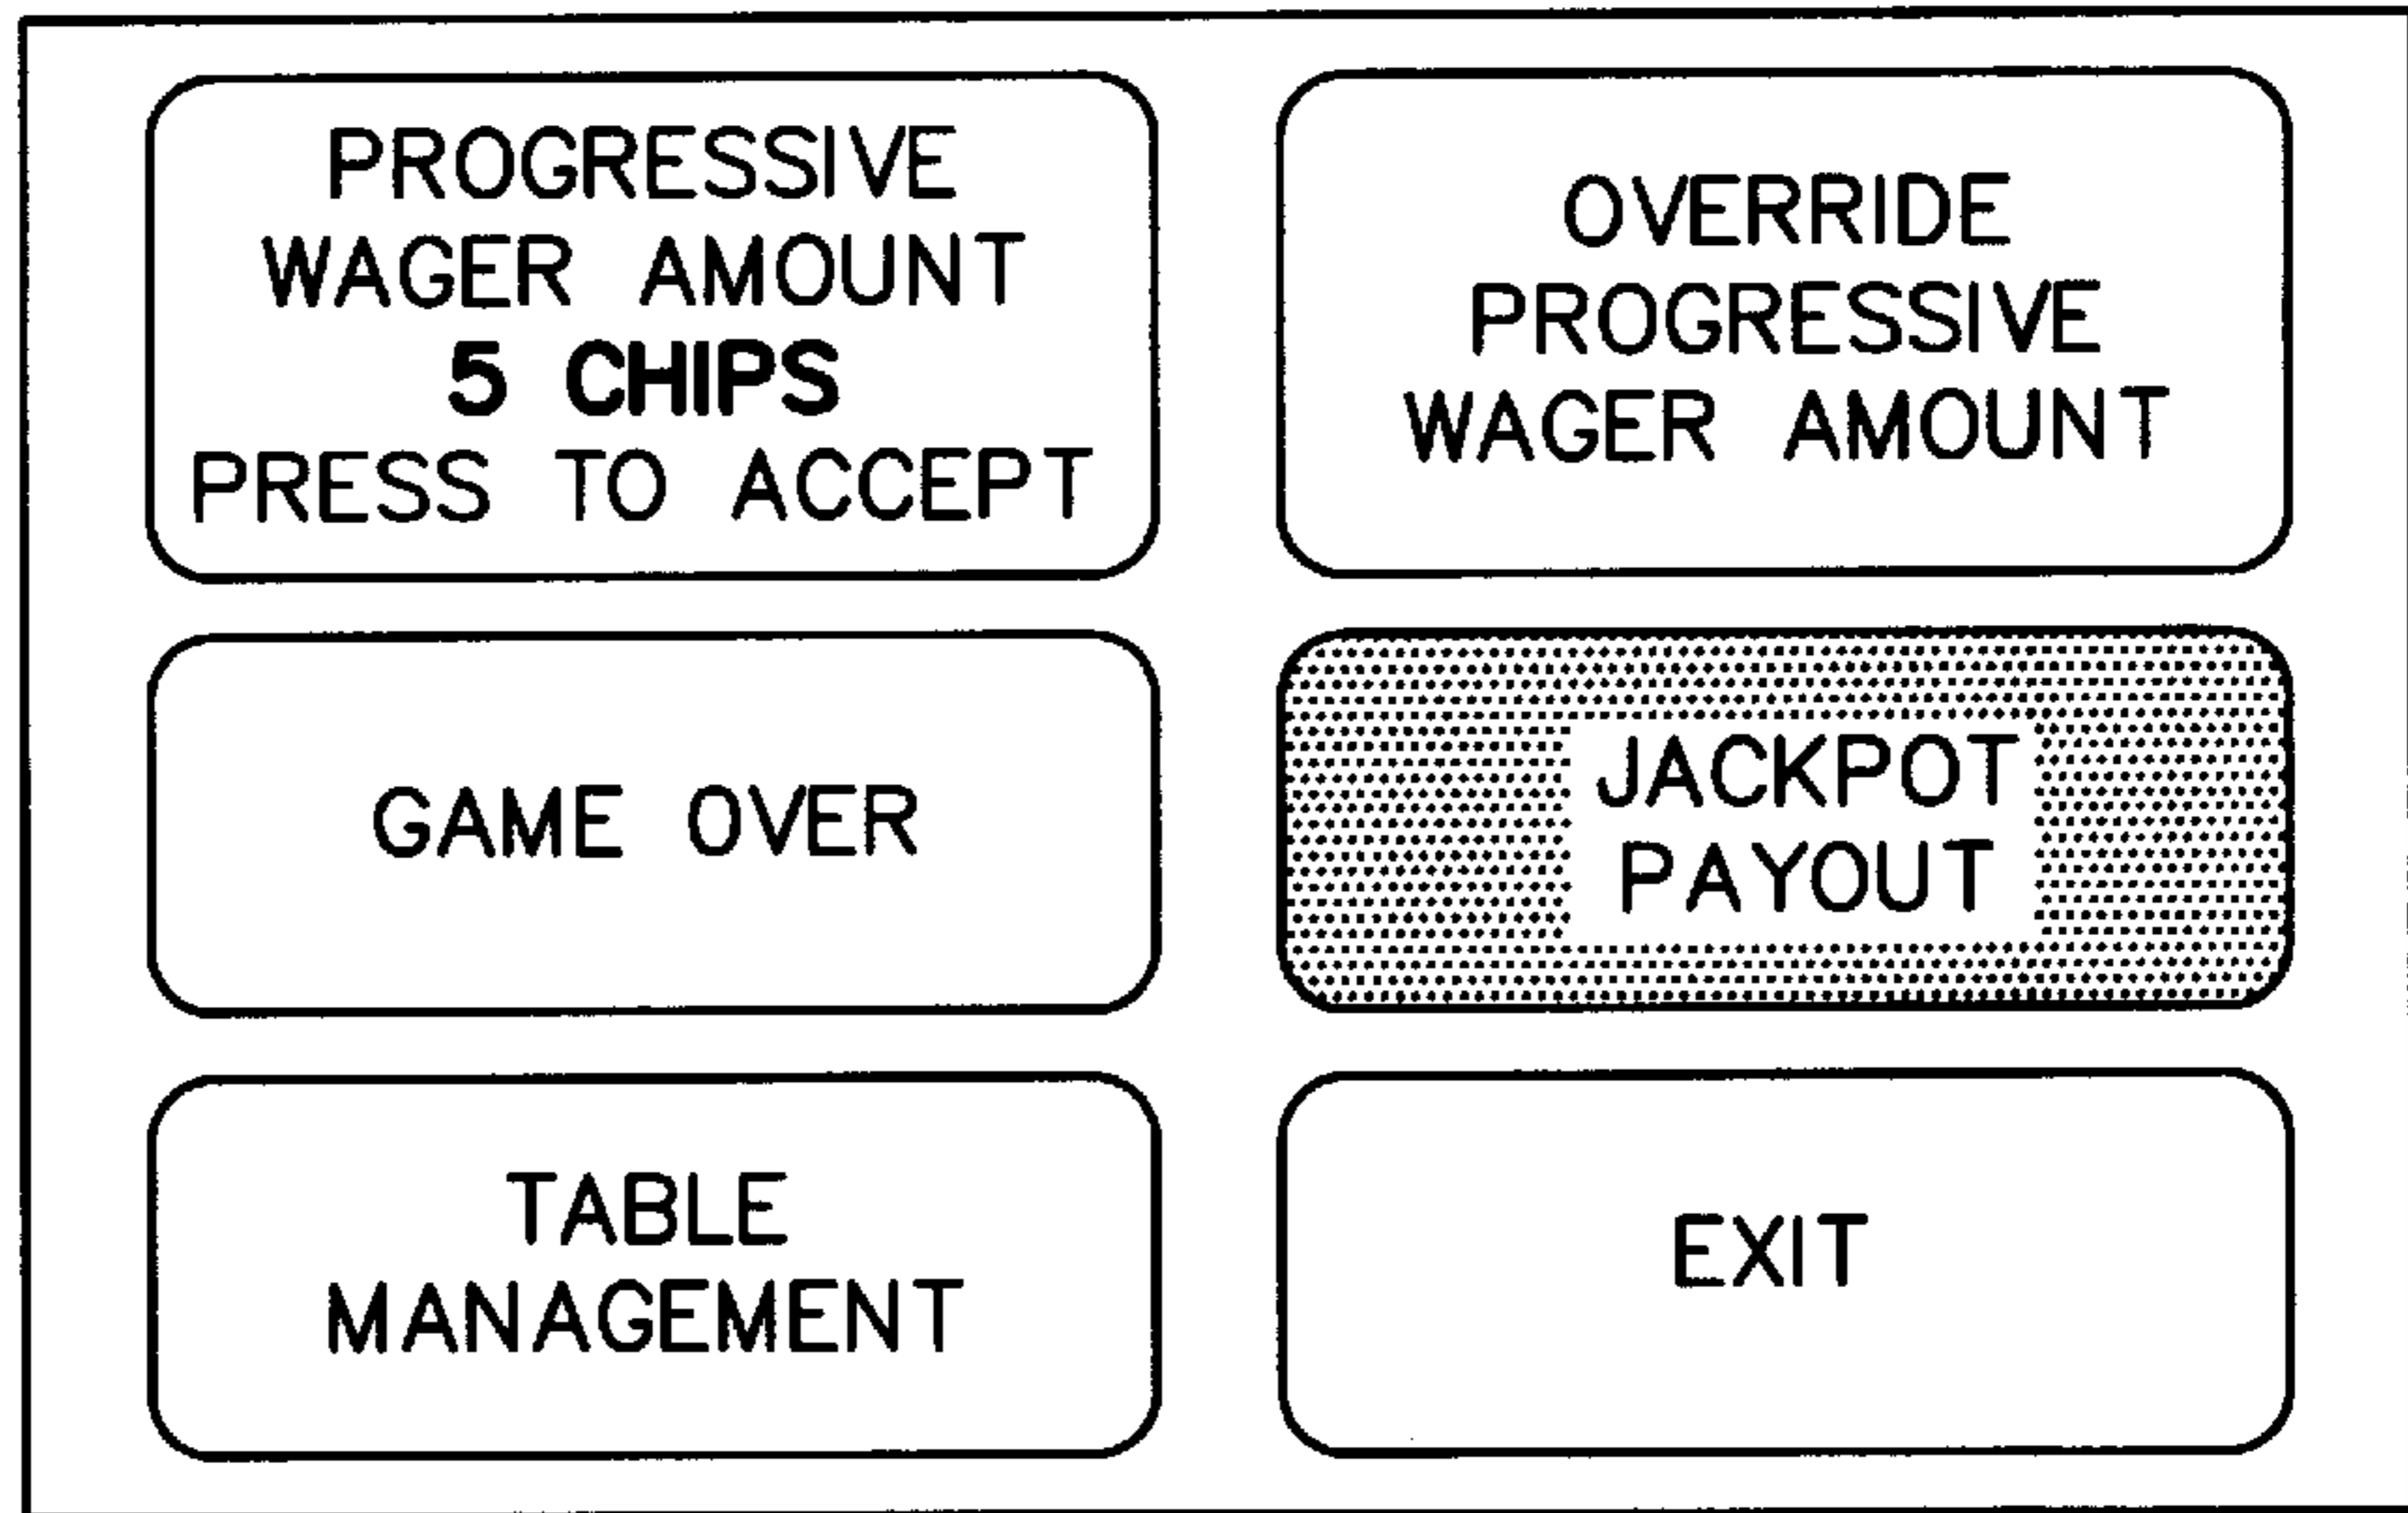 PROGRESSIVE
WAGER AMOUNT
5 CHIPS
PRESS TO ACCEPT
OVERRIDE
PROGRESSIVE
WAGER AMOUNT
GAME OVER
JACKPOT
PAYOUT
TABLE
MANAGEMENT
EXIT